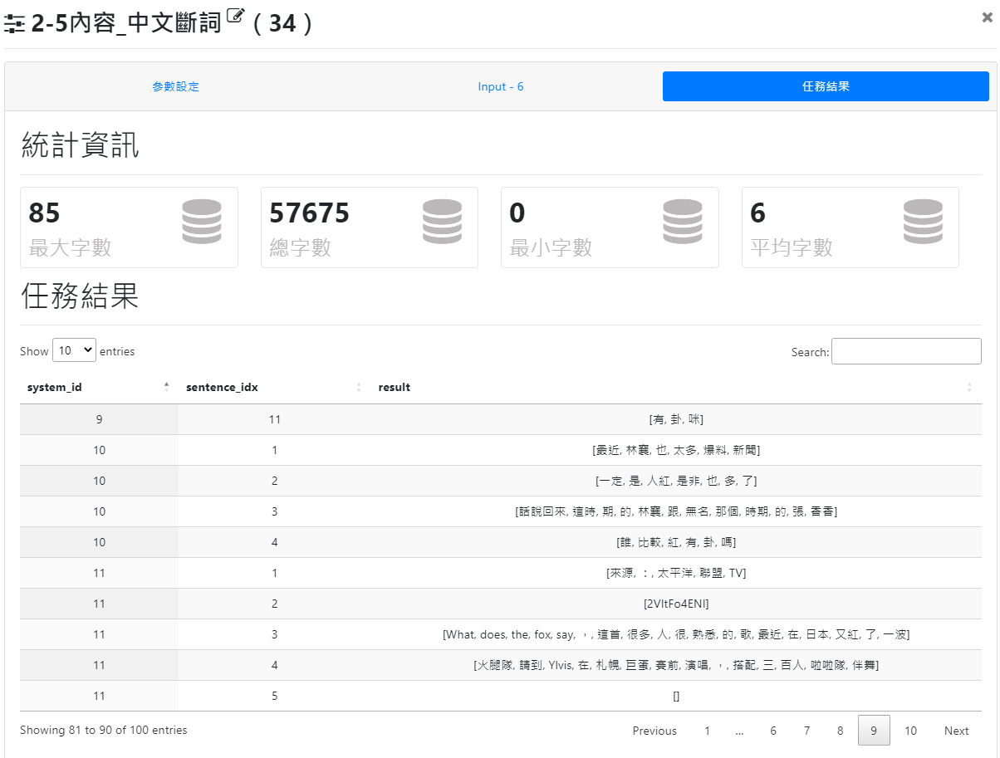 2-5內容_中文斷詞 ( 34 )
參數設定 Input - 6 任務結果
統計資訊
85 57675 0 6
最大字數 總字數 最小字數 平均字數
任務結果
Show 10 entries Search:
system_id sentence_idx result
9 11 [有, 卦, 咪]
10 1 [最近, 林襄, 也, 太多, 爆料, 新聞]
10 2 [一定, 是, 人紅, 是非, 也, 多, 了]
10 3 [話說回來, 這時, 期, 的, 林襄, 跟, 無名, 那個, 時期, 的, 張, 香香]
10 4 [誰, 比較, 紅, 有, 卦, 嗎]
11 1 [來源, ：, 太平洋, 聯盟, TV]
11 2 [2VItFo4ENI]
11 3 [What, does, the, fox, say, ，, 這首, 很多, 人, 很, 熟悉, 的, 歌, 最近, 在, 日本, 又紅, 了, 一波]
11 4 [火腿隊, 請到, Ylvis, 在, 札幌, 巨蛋, 賽前, 演唱, ，, 搭配, 三, 百人, 啦啦隊, 伴舞]
11 5 []
Showing 81 to 90 of 100 entries Previous 1 ... 6 7 8 9 10 Next